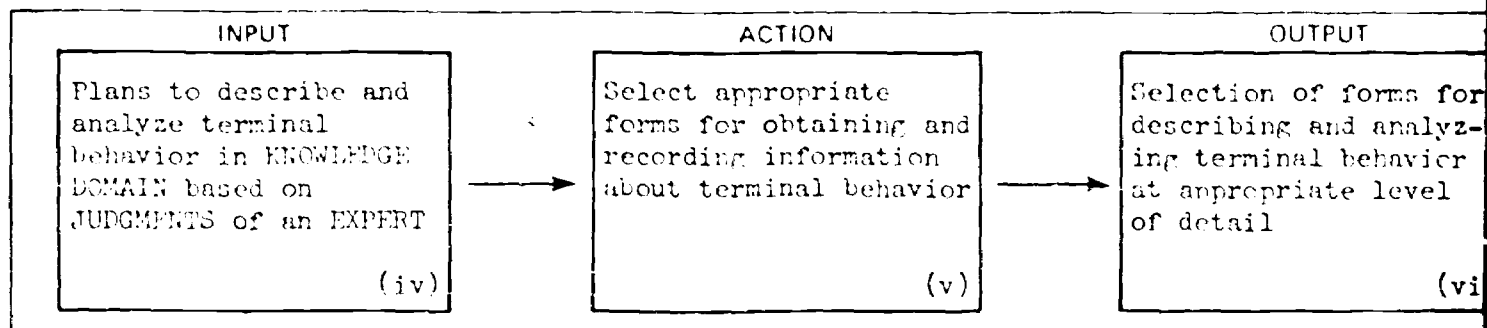 INPUT
Plans to describe and
analyze terminal
behavior in KNOWLEDGE
DOMAIN based on
JUDGMENTS of an EXPERT
(iv)
ACTION
Select appropriate
forms for obtaining and
recording information
about terminal behavior
(v)
OUTPUT
Selection of forms for
describing and analyz-
ing terminal behavior
at appropriate level
of detail
(vi